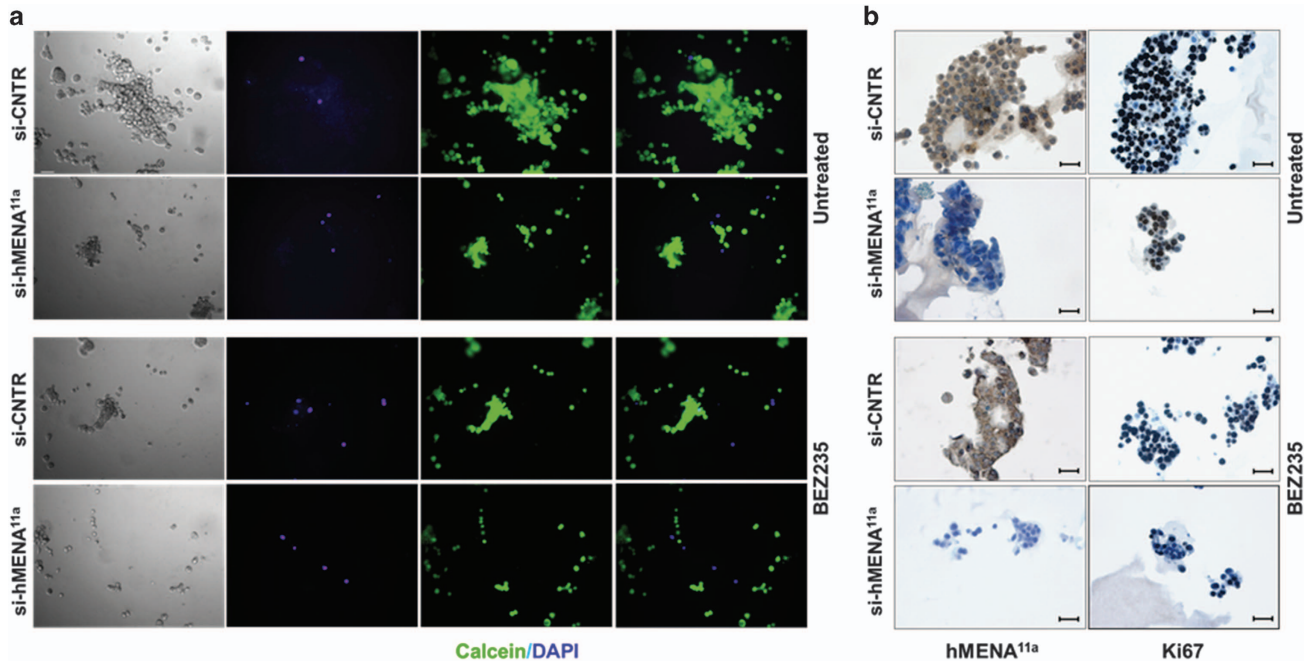 a
b
si-CNTR
si-hMENA11a
Untreated
si-CNTR
si-hMENA11a
BEZ235
si-CNTR
si-hMENA11a
Untreated
si-CNTR
si-hMENA11a
BEZ235
Calcein/DAPI
hMENA11a
Ki67